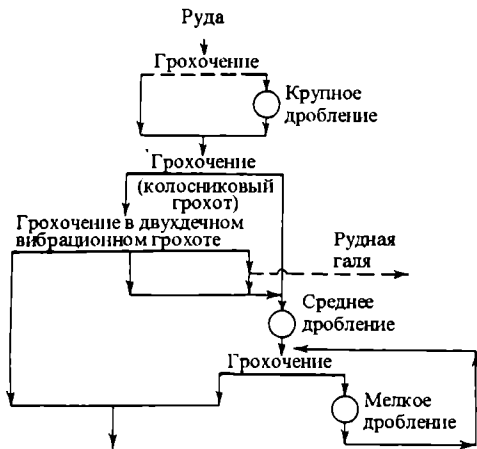 Руда
Грохочение
Крупное
дробление
Грохочение
(колосниковый
грохот)
Грохочение в двухдечном
вибрационном грохоте
Рудная
галя
Среднее
дробление
Грохочение
Мелкое
дробление